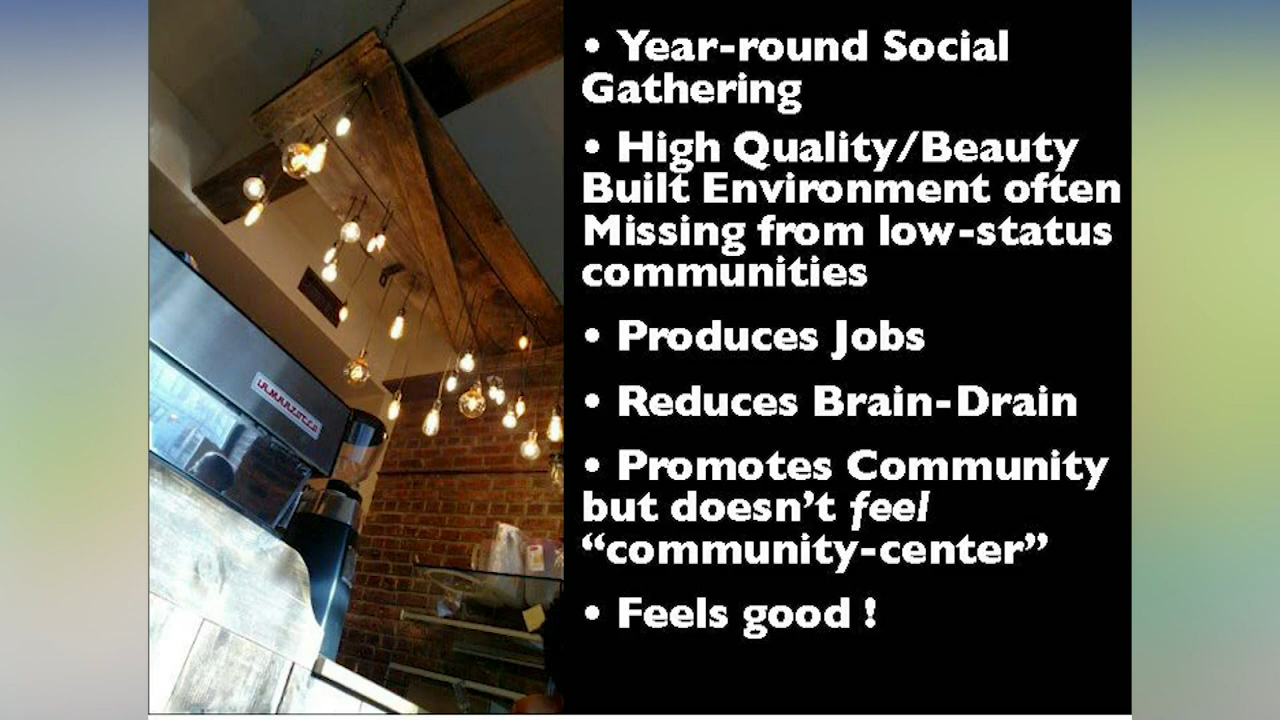 • Year-round Social
Gathering
• High Quality/Beauty
Built Environment often
Missing from low-status
communities
• Produces Jobs
• Reduces Brain-Drain
• Promotes Community
but doesn’t feel
“community-center”
• Feels good !